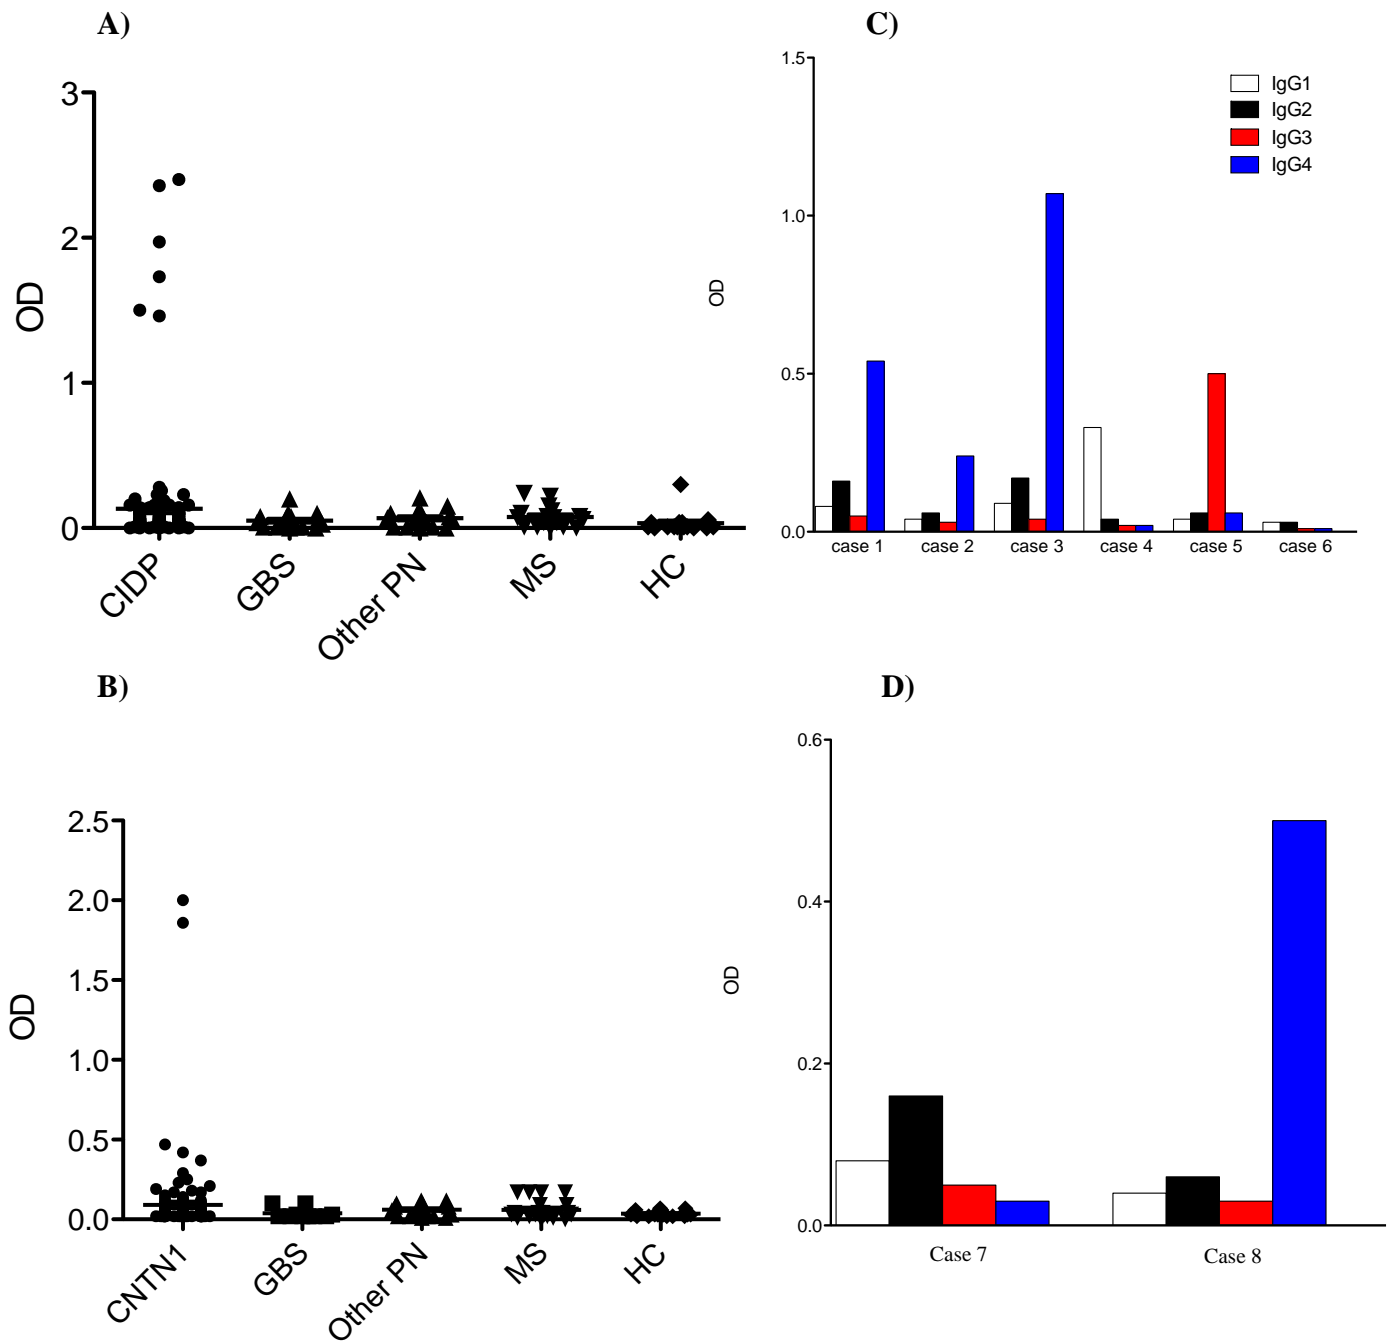 A)
3
2
1
0
OD
CIDP
GBS
Other PN
MS
HC
C)
1.5
1.0
0.5
0.0
OD
IgG1
IgG2
IgG3
IgG4
case 1 case 2 case 3 case 4 case 5 case 6
B)
2.5
2.0
1.5
1.0
0.5
0.0
OD
CNTN1
GBS
Other PN
MS
HC
D)
0.6
0.4
0.2
0.0
OD
Case 7 Case 8